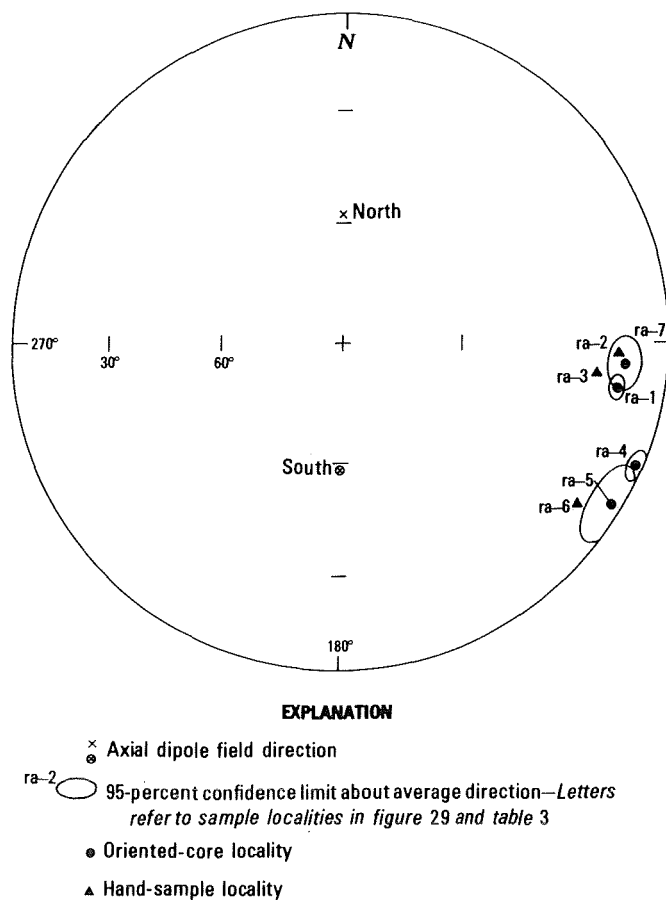 N
North
270°
30°
60°
ra–7
ra–2
ra–3
ra–1
South
ra–4
ra–5
ra–6
180°
EXPLANATION
Axial dipole field direction
ra–2
95-percent confidence limit about average direction—Letters
refer to sample localities in figure 29 and table 3
Oriented-core locality
Hand-sample locality